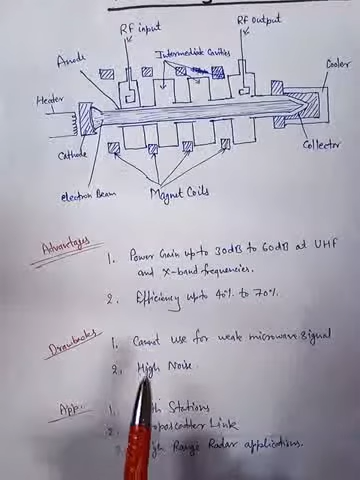 RF input
RF Output
Intermediate Cavities
Anode
Cooler
Heater
Cathode
Collector
electron Beam
Magnet Coils
Advantages
1. Power Gain upto 30dB to 60dB at UHF
and X-band frequencies.
2. Efficiency upto 40% to 70%.
Drawbacks
1. Cannot use for weak microwave signal
2. High Noise.
App.
1. Stations
2. Link
Range Radar applications.